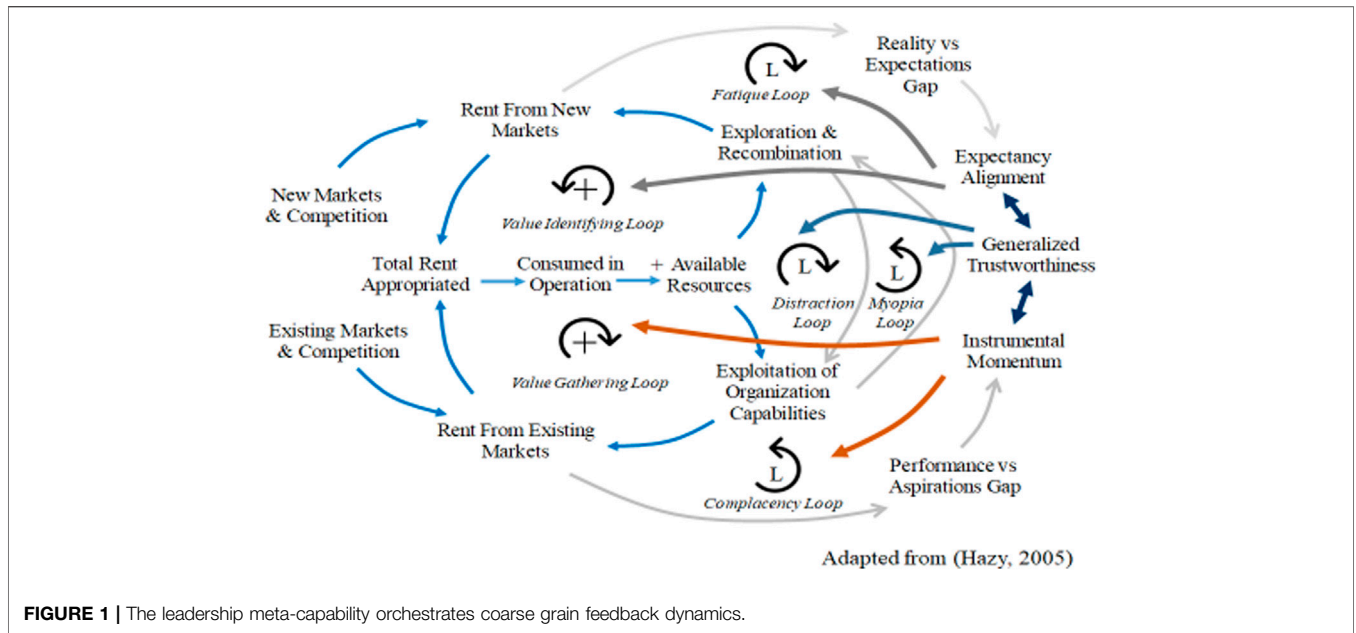 Reality vs
Expectations
Gap
L
Fatique Loop
Rent From New
Markets
Exploration &
Recombination
Expectancy
Alignment
New Markets
& Competition
+
Value Identifying Loop
Generalized
Trustworthiness
Total Rent
Appropriated
Consumed in
Operation
+ Available
Resources
L
Distraction
Loop
L
Myopia
Loop
Existing Markets
& Competition
+
Value Gathering Loop
Instrumental
Momentum
Exploitation of
Organization
Capabilities
Rent From Existing
Markets
L
Complacency Loop
Performance vs
Aspirations Gap
Adapted from (Hazy, 2005)
FIGURE 1 | The leadership meta-capability orchestrates coarse grain feedback dynamics.